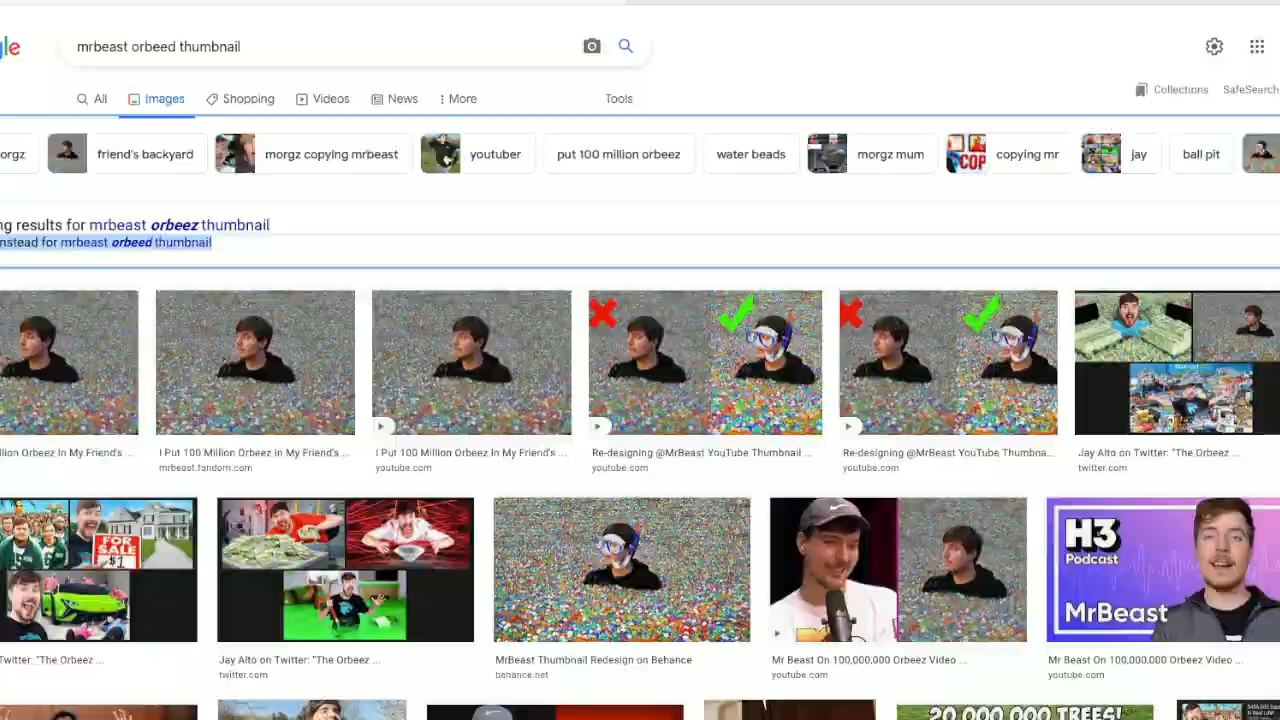 gle
mrbeast orbeed thumbnail
All
Images
Shopping
Videos
News
More
Tools
Collections
SafeSearch
orgz
friend's backyard
morgz copying mrbeast
youtuber
put 100 million orbeez
water beads
morgz mum
COP
copying mr
jay
ball pit
ng results for mrbeast orbeez thumbnail
nstead for mrbeast orbeed thumbnail
llion Orbeez In My Friend's ...
I Put 100 Million Orbeez In My Friend's ...
mrbeast.fandom.com
I Put 100 Million Orbeez In My Friend's ...
youtube.com
Re-designing @MrBeast YouTube Thumbnail ...
youtube.com
Re-designing @MrBeast YouTube Thumbna...
youtube.com
Jay Alto on Twitter: "The Orbeez ...
twitter.com
FOR
SALE
$1
H3
Podcast
MrBeast
Twitter: "The Orbeez ...
Jay Alto on Twitter: "The Orbeez ...
twitter.com
MrBeast Thumbnail Redesign on Behance
behance.net
Mr Beast On 100,000,000 Orbeez Video ...
youtube.com
Mr Beast On 100,000,000 Orbeez Video ...
youtube.com
20,000,000 TREES!